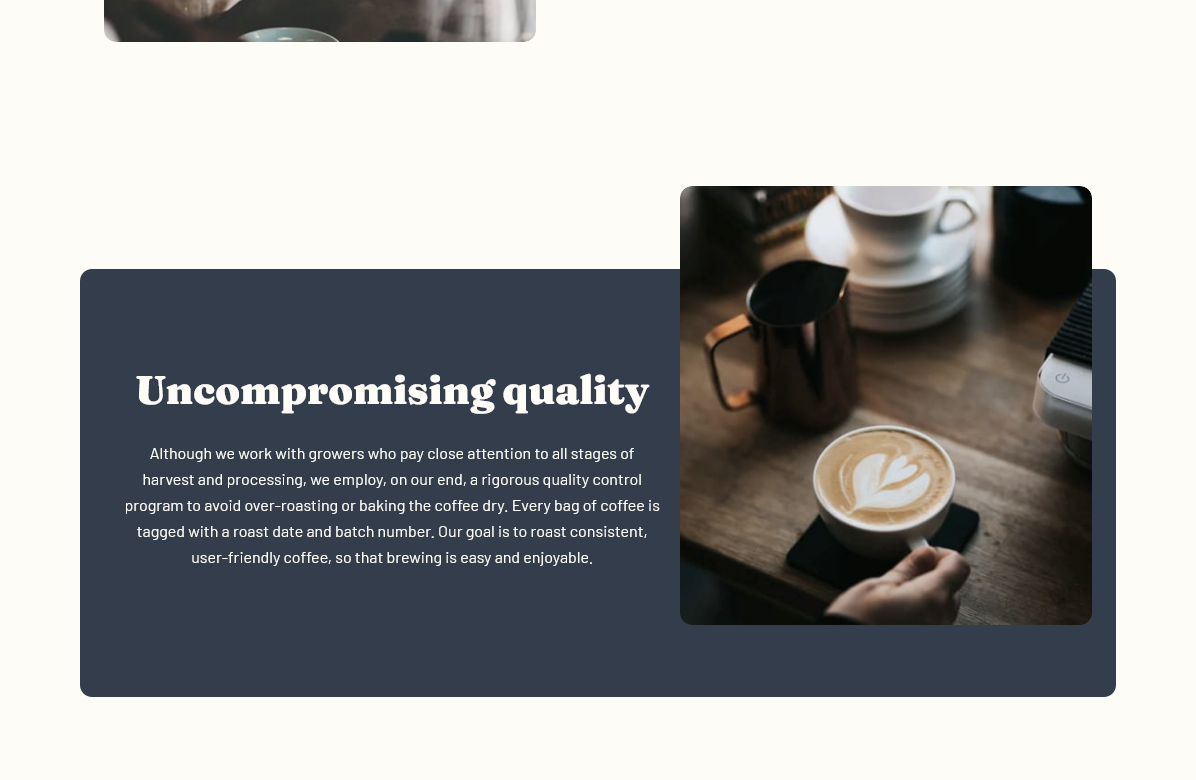 Uncompromising quality
Although we work with growers who pay close attention to all stages of
harvest and processing, we employ, on our end, a rigorous quality control
program to avoid over-roasting or baking the coffee dry. Every bag of coffee is
tagged with a roast date and batch number. Our goal is to roast consistent,
user-friendly coffee, so that brewing is easy and enjoyable.